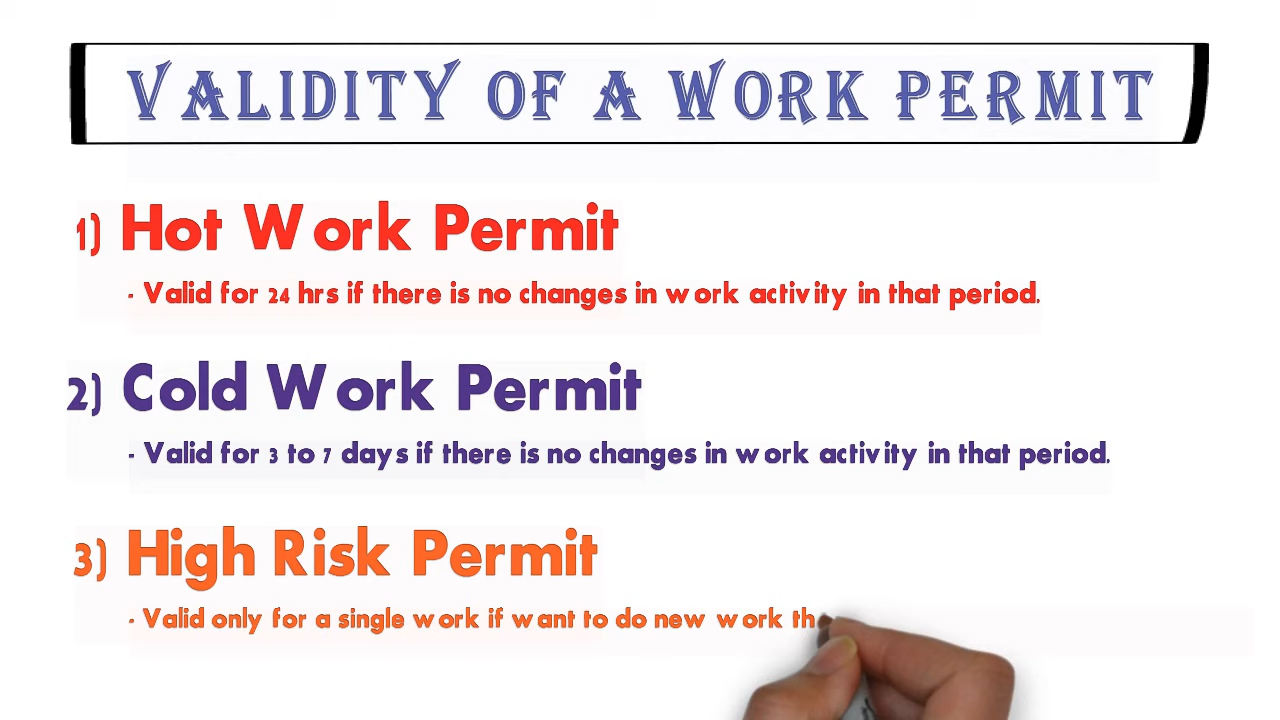 VALIDITY OF A WORK PERMIT
1) Hot Work Permit
- Valid for 24 hrs if there is no changes in work activity in that period.
2) Cold Work Permit
- Valid for 3 to 7 days if there is no changes in work activity in that period.
3) High Risk Permit
- Valid only for a single work if want to do new work th